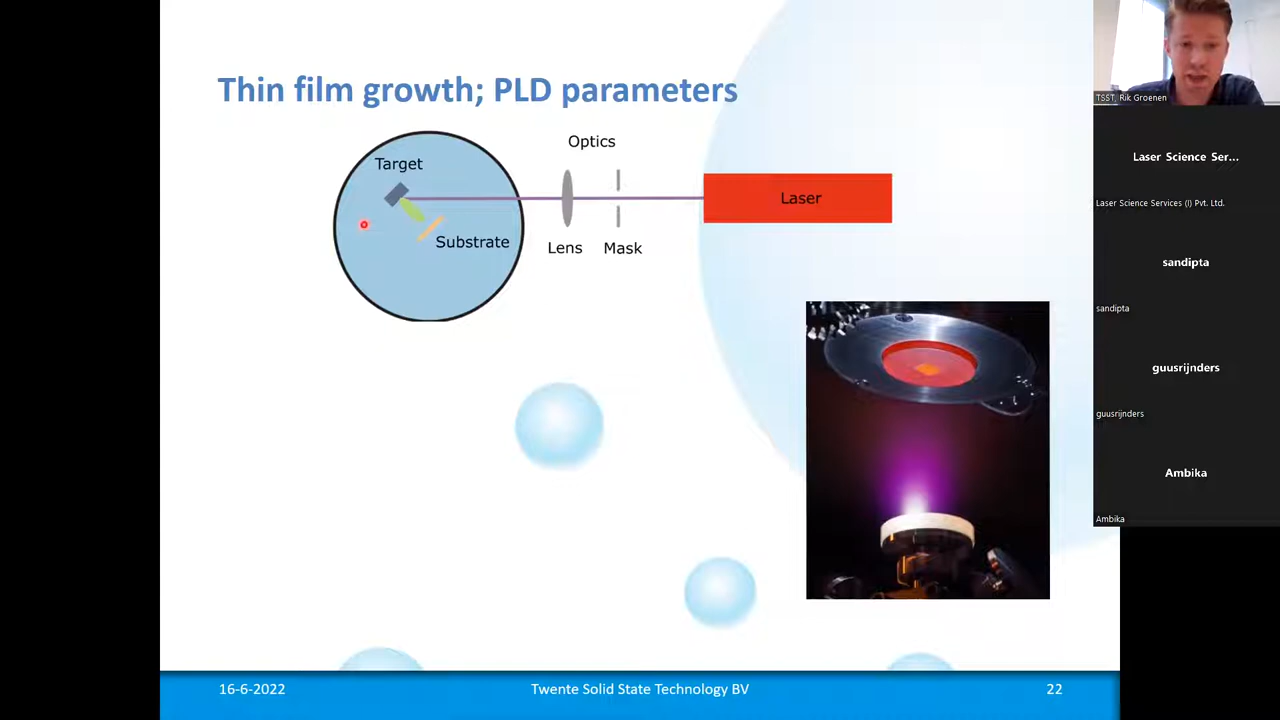 Thin film growth; PLD parameters
Optics
Target
Laser
Substrate
Lens
Mask
16-6-2022
Twente Solid State Technology BV
22
TSST, Rik Groenen
Laser Science Ser...
Laser Science Services (I) Pvt. Ltd.
sandipta
sandipta
guusrijnders
guusrijnders
Ambika
Ambika